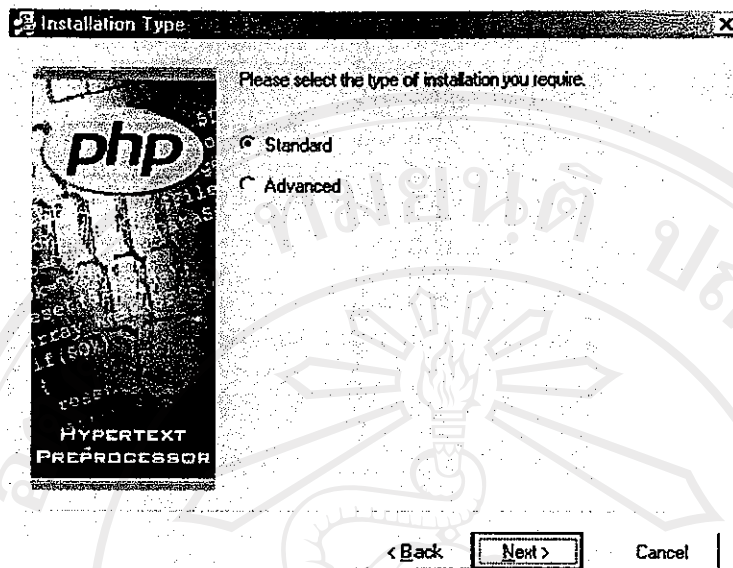 Installation Type
Please select the type of installation you require.
php
Standard
Advanced
HYPERTEXT
PREPROCESSOR
< Back
Next >
Cancel